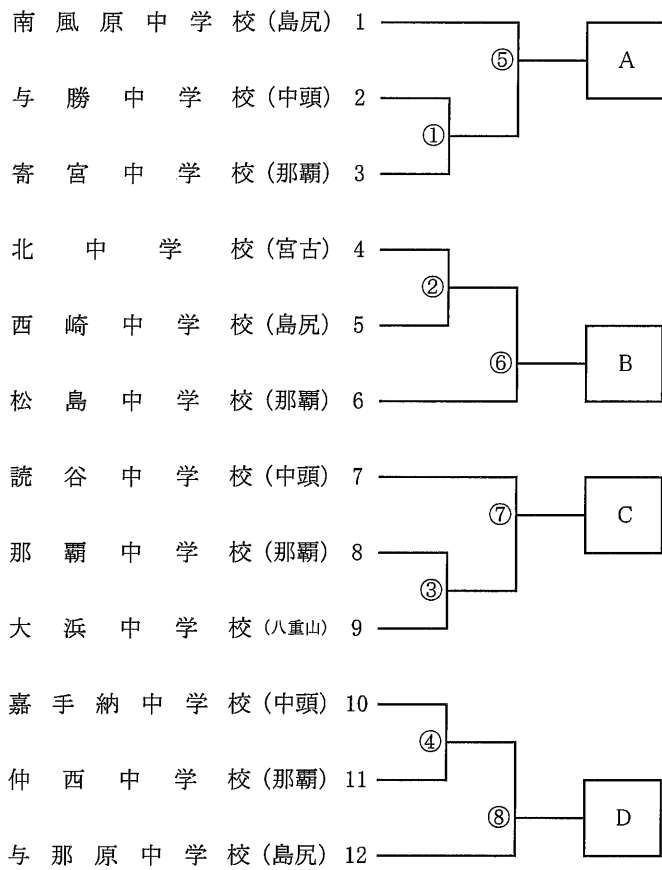 南風原中学校(島尻) 1
⑤ A
与勝中学校(中頭) 2
①
寄宮中学校(那覇) 3
北中学校(宮古) 4
②
西崎中学校(島尻) 5
⑥ B
松島中学校(那覇) 6
読谷中学校(中頭) 7
⑦ C
那覇中学校(那覇) 8
③
大浜中学校(八重山) 9
嘉手納中学校(中頭) 10
④
仲西中学校(那覇) 11
⑧ D
与那原中学校(島尻) 12